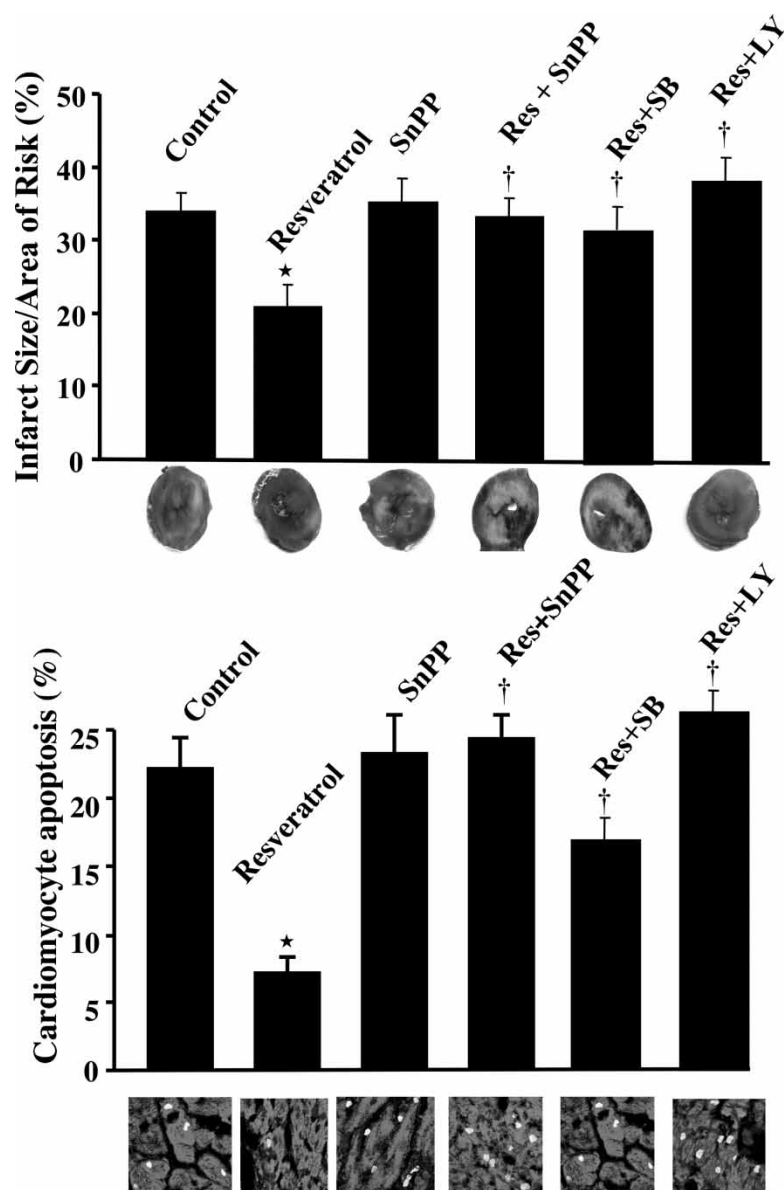 Infarct Size/Area of Risk (%)
50
40
30
20
10
0
Control
Resveratrol
★
SnPP
Res + SnPP
†
Res+SB
†
Res+LY
†
Cardiomyocyte apoptosis (%)
25
20
15
10
5
0
Control
Resveratrol
★
SnPP
Res+SnPP
†
Res+SB
†
Res+LY
†